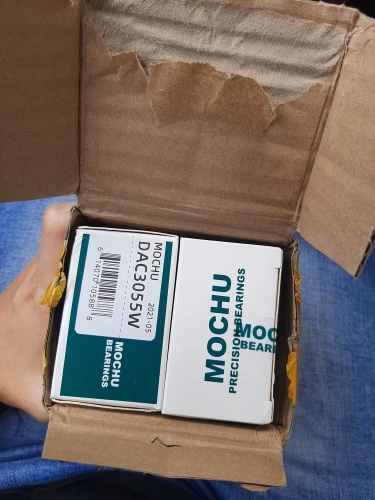 MOCHU
DAC3055W
2021-05
MOCHU
BEARINGS
MOCHU
PRECISION BEARINGS
MOC
BEARI